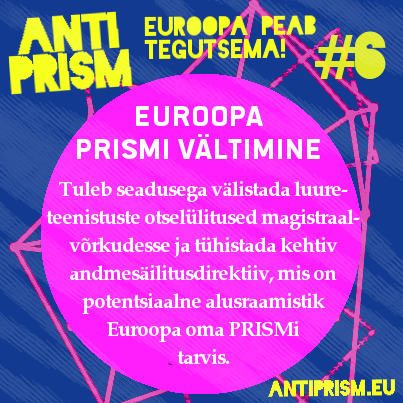 ANTI
PRISM
EUROOPA PEAB
TEGUTSEMA!
#6
EUROOPA
PRISMI VÄLTIMINE
Tuleb seadusega välistada luure-
teenistuste otselülitused magistraal-
võrkudesse ja tühistada kehtiv
andmesäilitusdirektiiv, mis on
potentsiaalne alusraamistik
Euroopa oma PRISMi
tarvis.
ANTIPRISM.EU